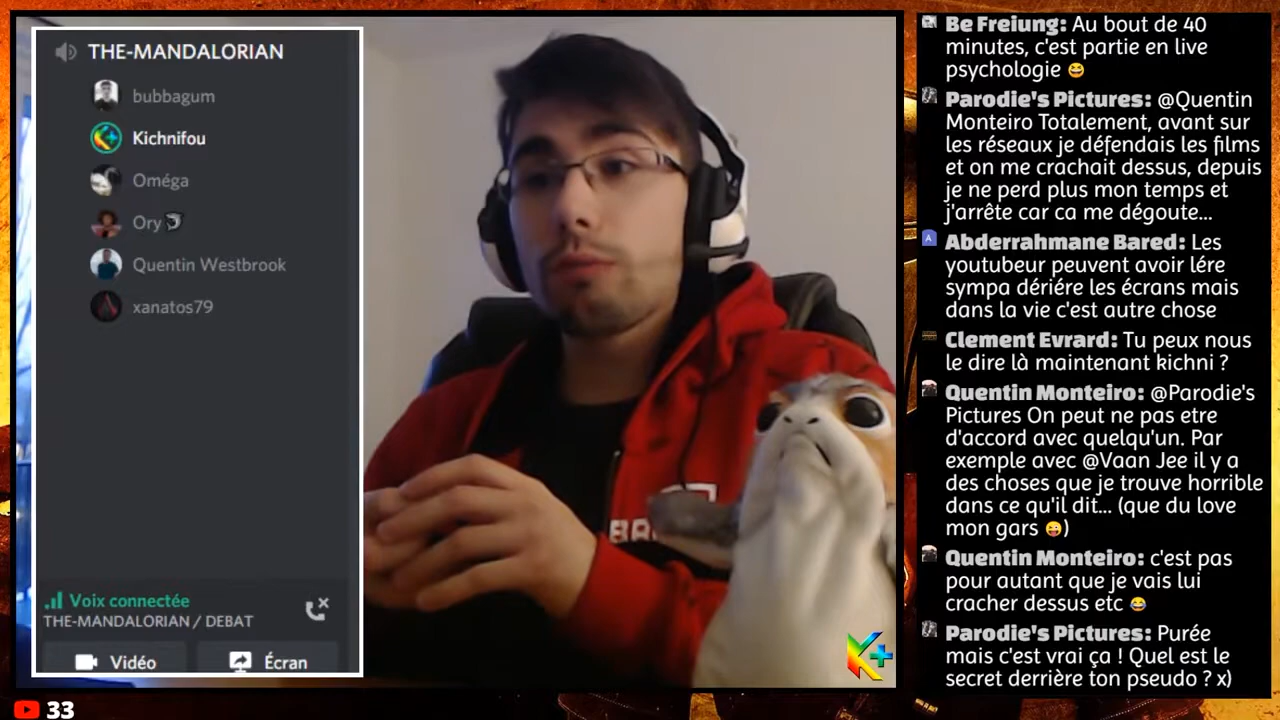 THE-MANDALORIAN
bubbagum
Kichnifou
Oméga
Ory
Quentin Westbrook
xanatos79
Voix connectée
THE-MANDALORIAN / DEBAT
Vidéo
Écran
K+
33
Be Freiung: Au bout de 40
minutes, c'est partie en live
psychologie 😆
Parodie's Pictures: @Quentin
Monteiro Totalement, avant sur
les réseaux je défendais les films
et on me crachait dessus, depuis
je ne perd plus mon temps et
j'arrête car ca me dégoute...
A
Abderrahmane Bared: Les
youtubeur peuvent avoir lére
sympa dériére les écrans mais
dans la vie c'est autre chose
Clement Evrard: Tu peux nous
le dire là maintenant kichni ?
Quentin Monteiro: @Parodie's
Pictures On peut ne pas etre
d'accord avec quelqu'un. Par
exemple avec @Vaan Jee il y a
des choses que je trouve horrible
dans ce qu'il dit... (que du love
mon gars 😜)
Quentin Monteiro: c'est pas
pour autant que je vais lui
cracher dessus etc 😂
Parodie's Pictures: Purée
mais c'est vrai ça ! Quel est le
secret derrière ton pseudo ? x)